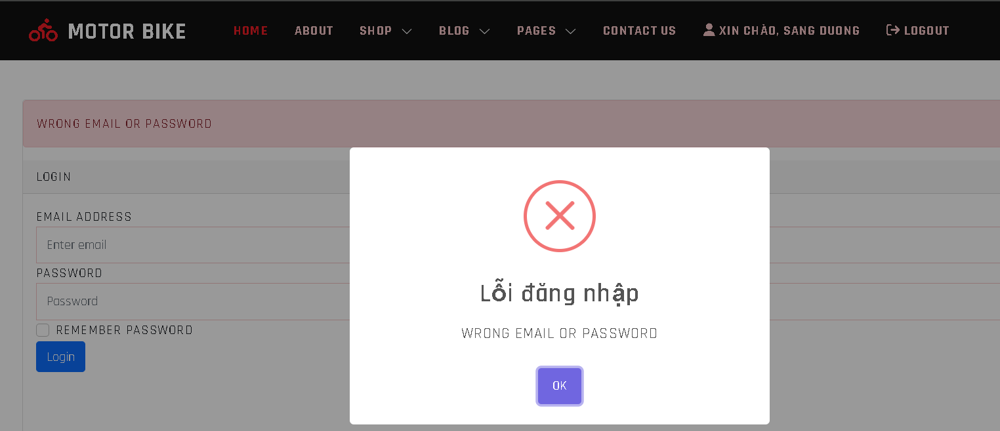 MOTOR BIKE HOME ABOUT SHOP BLOG PAGES CONTACT US XIN CHÀO, SANG DUONG LOGOUT
WRONG EMAIL OR PASSWORD
LOGIN
EMAIL ADDRESS
Enter email
PASSWORD
Password
REMEMBER PASSWORD
Login
Lỗi đăng nhập
WRONG EMAIL OR PASSWORD
OK